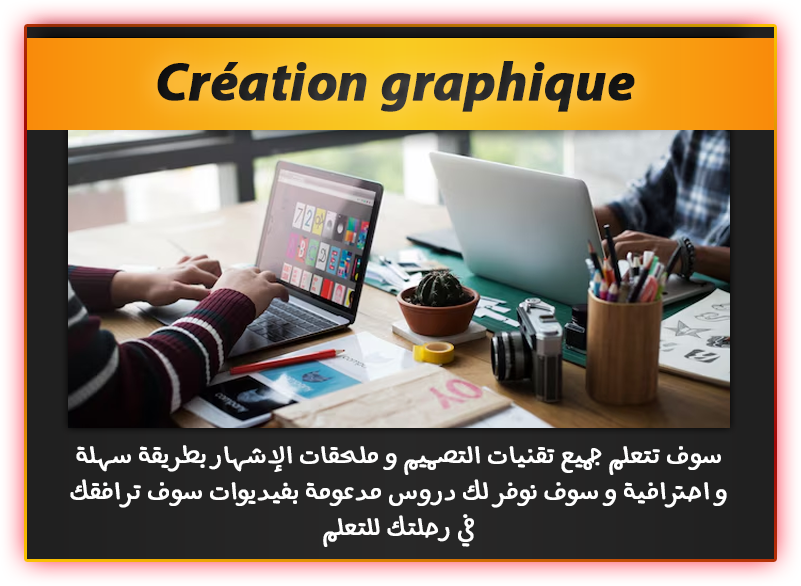 Création graphique
company
سوف تتعلم جميع تقنيات التصميم و ملحقات الإشهار بطريقة سهلة
و احترافية و سوف نوفر لك دروس مدعومة بفيديوات سوف ترافقك
في رحلتك للتعلم